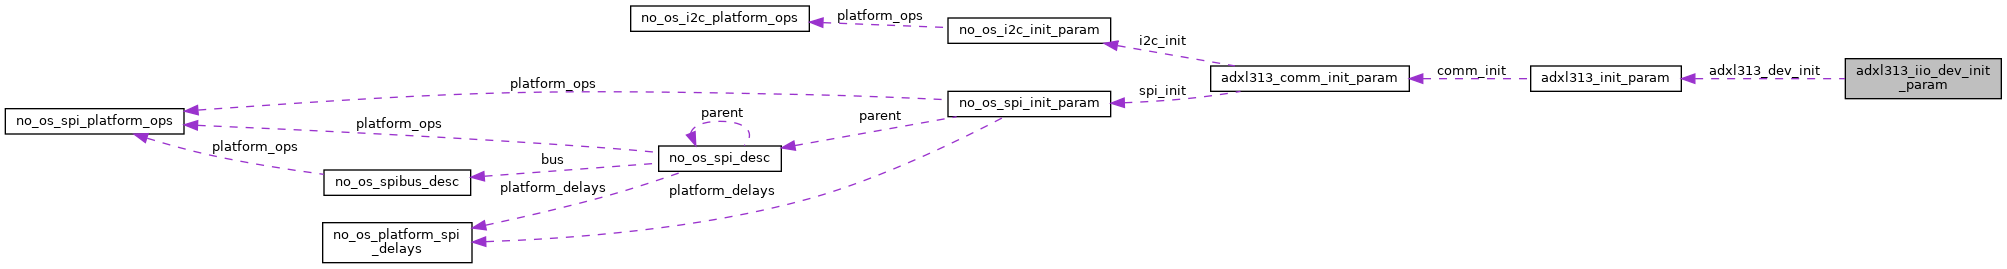 no_os_i2c_platform_ops
platform_ops
no_os_i2c_init_param
i2c_init
adxl313_comm_init_param
comm_init
adxl313_init_param
adxl313_dev_init
adxl313_iio_dev_init
_param
platform_ops
no_os_spi_init_param
spi_init
no_os_spi_platform_ops
platform_ops
parent
parent
platform_ops
bus
no_os_spi_desc
no_os_spibus_desc
platform_delays
platform_delays
no_os_platform_spi
_delays